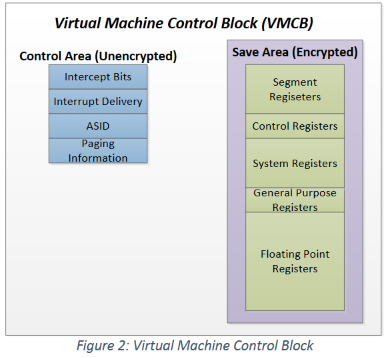 Virtual Machine Control Block (VMCB)
Control Area (Unencrypted)
Intercept Bits
Interrupt Delivery
ASID
Paging
Information
Save Area (Encrypted)
Segment
Regiseters
Control Registers
System Registers
General Purpose
Registers
Floating Point
Registers
Figure 2: Virtual Machine Control Block